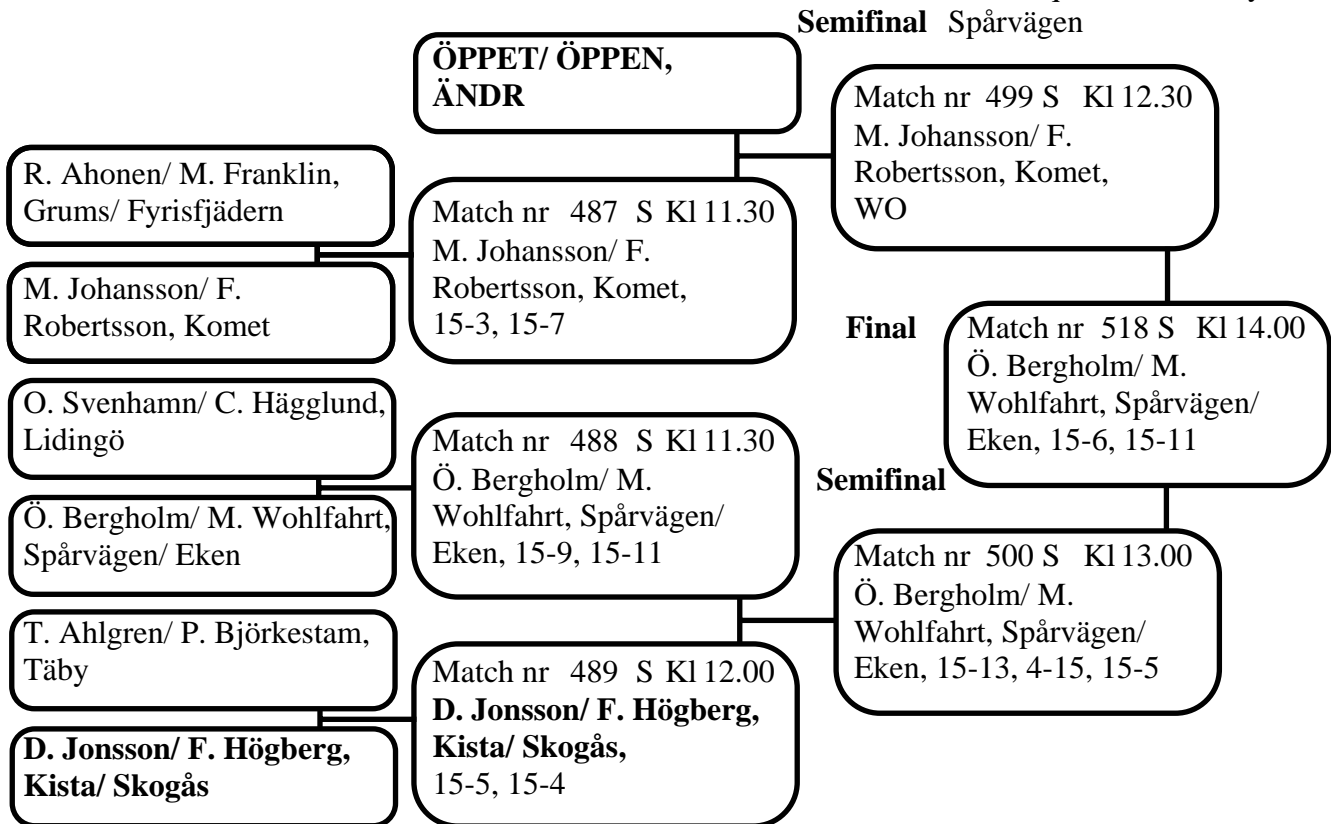 Semifinal Spårvägen
ÖPPET/ ÖPPEN,
ÄNDR
Match nr 499 S Kl 12.30
M. Johansson/ F.
Robertsson, Komet,
WO
R. Ahonen/ M. Franklin,
Grums/ Fyrisfjädern
Match nr 487 S Kl 11.30
M. Johansson/ F.
Robertsson, Komet,
15-3, 15-7
M. Johansson/ F.
Robertsson, Komet
Final
Match nr 518 S Kl 14.00
Ö. Bergholm/ M.
Wohlfahrt, Spårvägen/
Eken, 15-6, 15-11
O. Svenhamn/ C. Hägglund,
Lidingö
Match nr 488 S Kl 11.30
Ö. Bergholm/ M.
Wohlfahrt, Spårvägen/
Eken, 15-9, 15-11
Semifinal
Ö. Bergholm/ M. Wohlfahrt,
Spårvägen/ Eken
Match nr 500 S Kl 13.00
Ö. Bergholm/ M.
Wohlfahrt, Spårvägen/
Eken, 15-13, 4-15, 15-5
T. Ahlgren/ P. Björkestam,
Täby
Match nr 489 S Kl 12.00
D. Jonsson/ F. Högberg,
Kista/ Skogås,
15-5, 15-4
D. Jonsson/ F. Högberg,
Kista/ Skogås